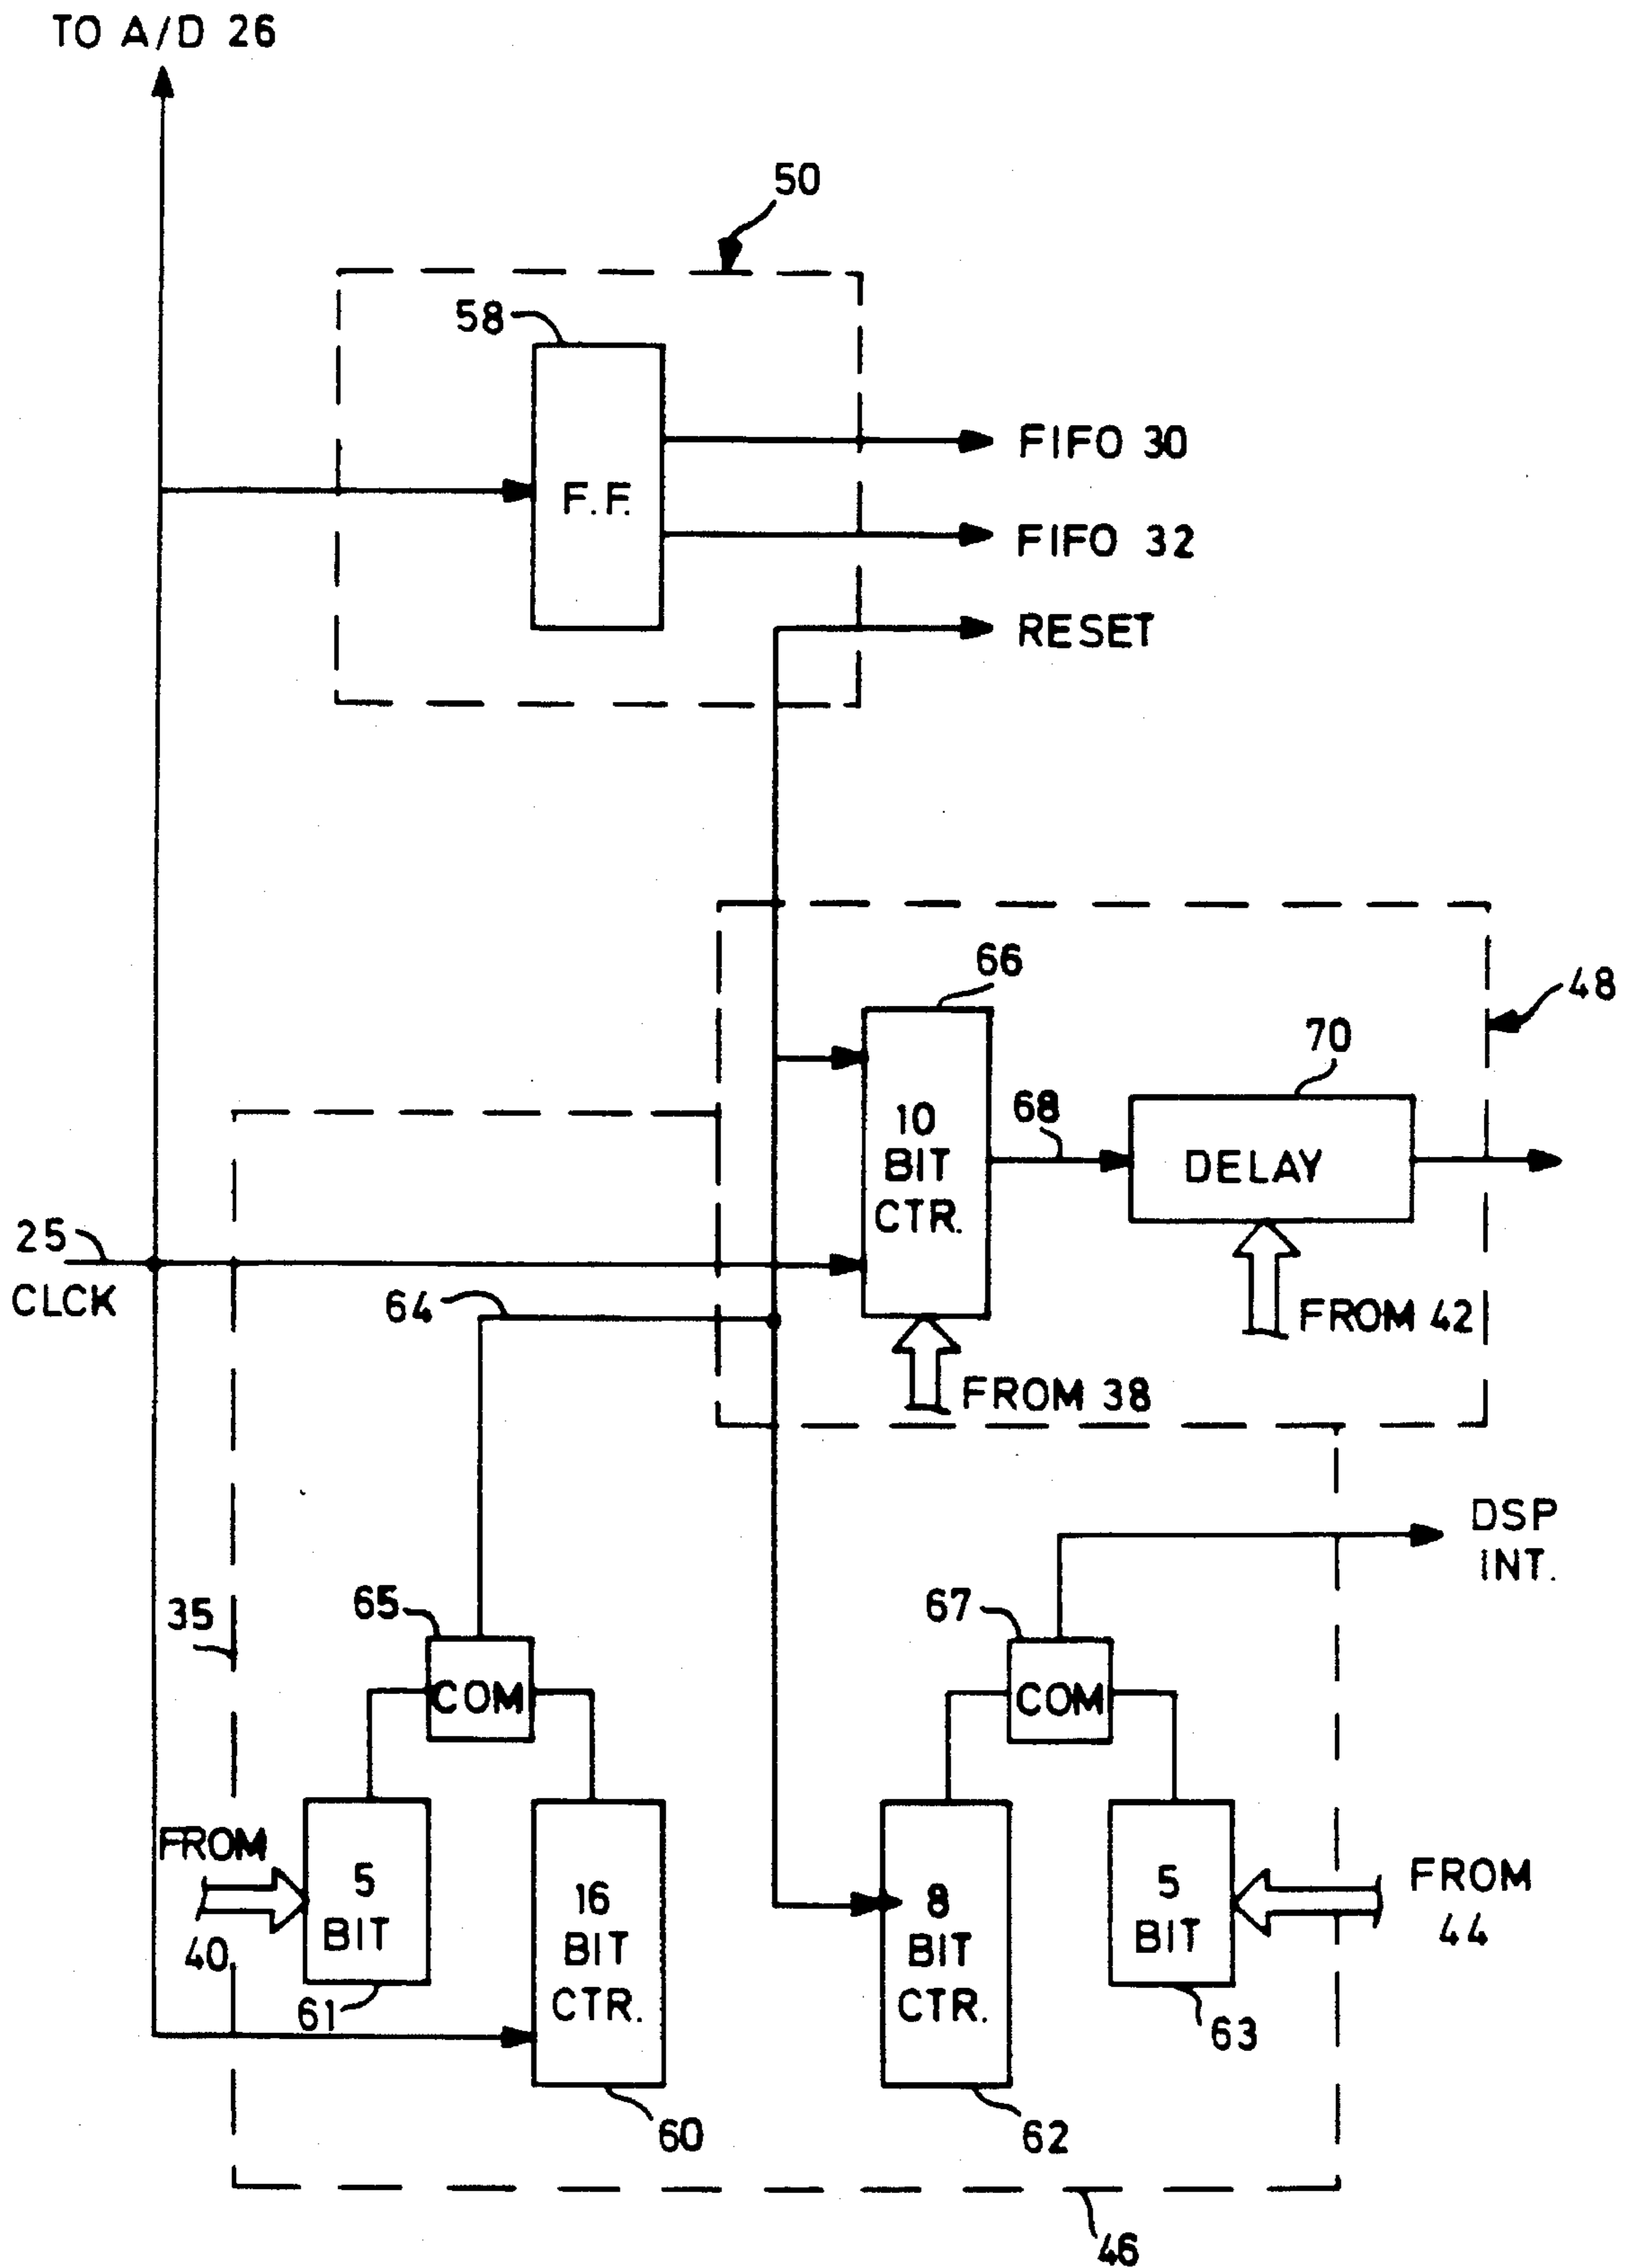 TO A/D 26
50
58
F.F.
FIFO 30
FIFO 32
RESET
66
48
70
10
BIT
CTR.
68
DELAY
25
CLCK
64
FROM 42
FROM 38
DSP
INT.
35
65
COM
67
COM
FROM
40
5
BIT
61
16
BIT
CTR.
60
8
BIT
CTR.
62
5
BIT
63
FROM
44
46